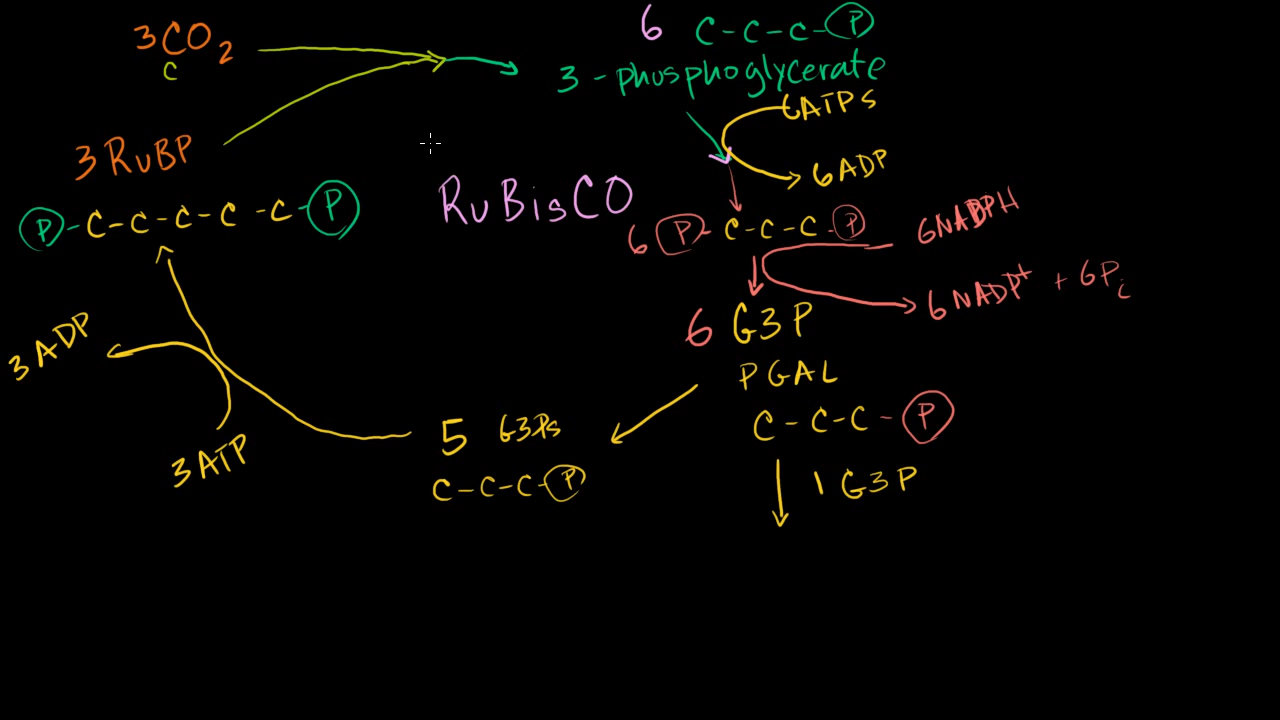 3CO2
C
3RuBP
P-C-C-C-C-C-P
RuBisCO
6 C-C-C-P
3-phosphoglycerate
6ATPS
6ADP
6 P-C-C-C-P
6NADPH
6NADP+ + 6Pi
6 G3P
PGAL
C-C-C-P
1 G3P
5 G3Ps
C-C-C-P
3ATP
3ADP